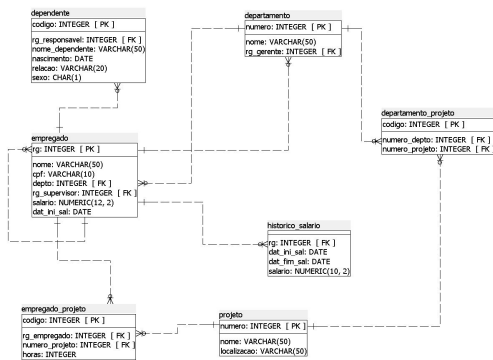 dependente
codigo: INTEGER [ PK ]
rg_responsavel: INTEGER [ FK ]
nome_dependente: VARCHAR(50)
nascimento: DATE
relacao: VARCHAR(20)
sexo: CHAR(1)
departamento
numero: INTEGER [ PK ]
nome: VARCHAR(50)
rg_gerente: INTEGER [ FK ]
departamento_projeto
codigo: INTEGER [ PK ]
numero_depto: INTEGER [ FK ]
numero_projeto: INTEGER [ FK ]
empregado
rg: INTEGER [ PK ]
nome: VARCHAR(50)
cpf: VARCHAR(10)
depto: INTEGER [ FK ]
rg_supervisor: INTEGER [ FK ]
salario: NUMERIC(12, 2)
dat_ini_sal: DATE
historico_salario
rg: INTEGER [ FK ]
dat_ini_sal: DATE
dat_fim_sal: DATE
salario: NUMERIC(10, 2)
empregado_projeto
codigo: INTEGER [ PK ]
rg_empregado: INTEGER [ FK ]
numero_projeto: INTEGER [ FK ]
horas: INTEGER
projeto
numero: INTEGER [ PK ]
nome: VARCHAR(50)
localizacao: VARCHAR(50)